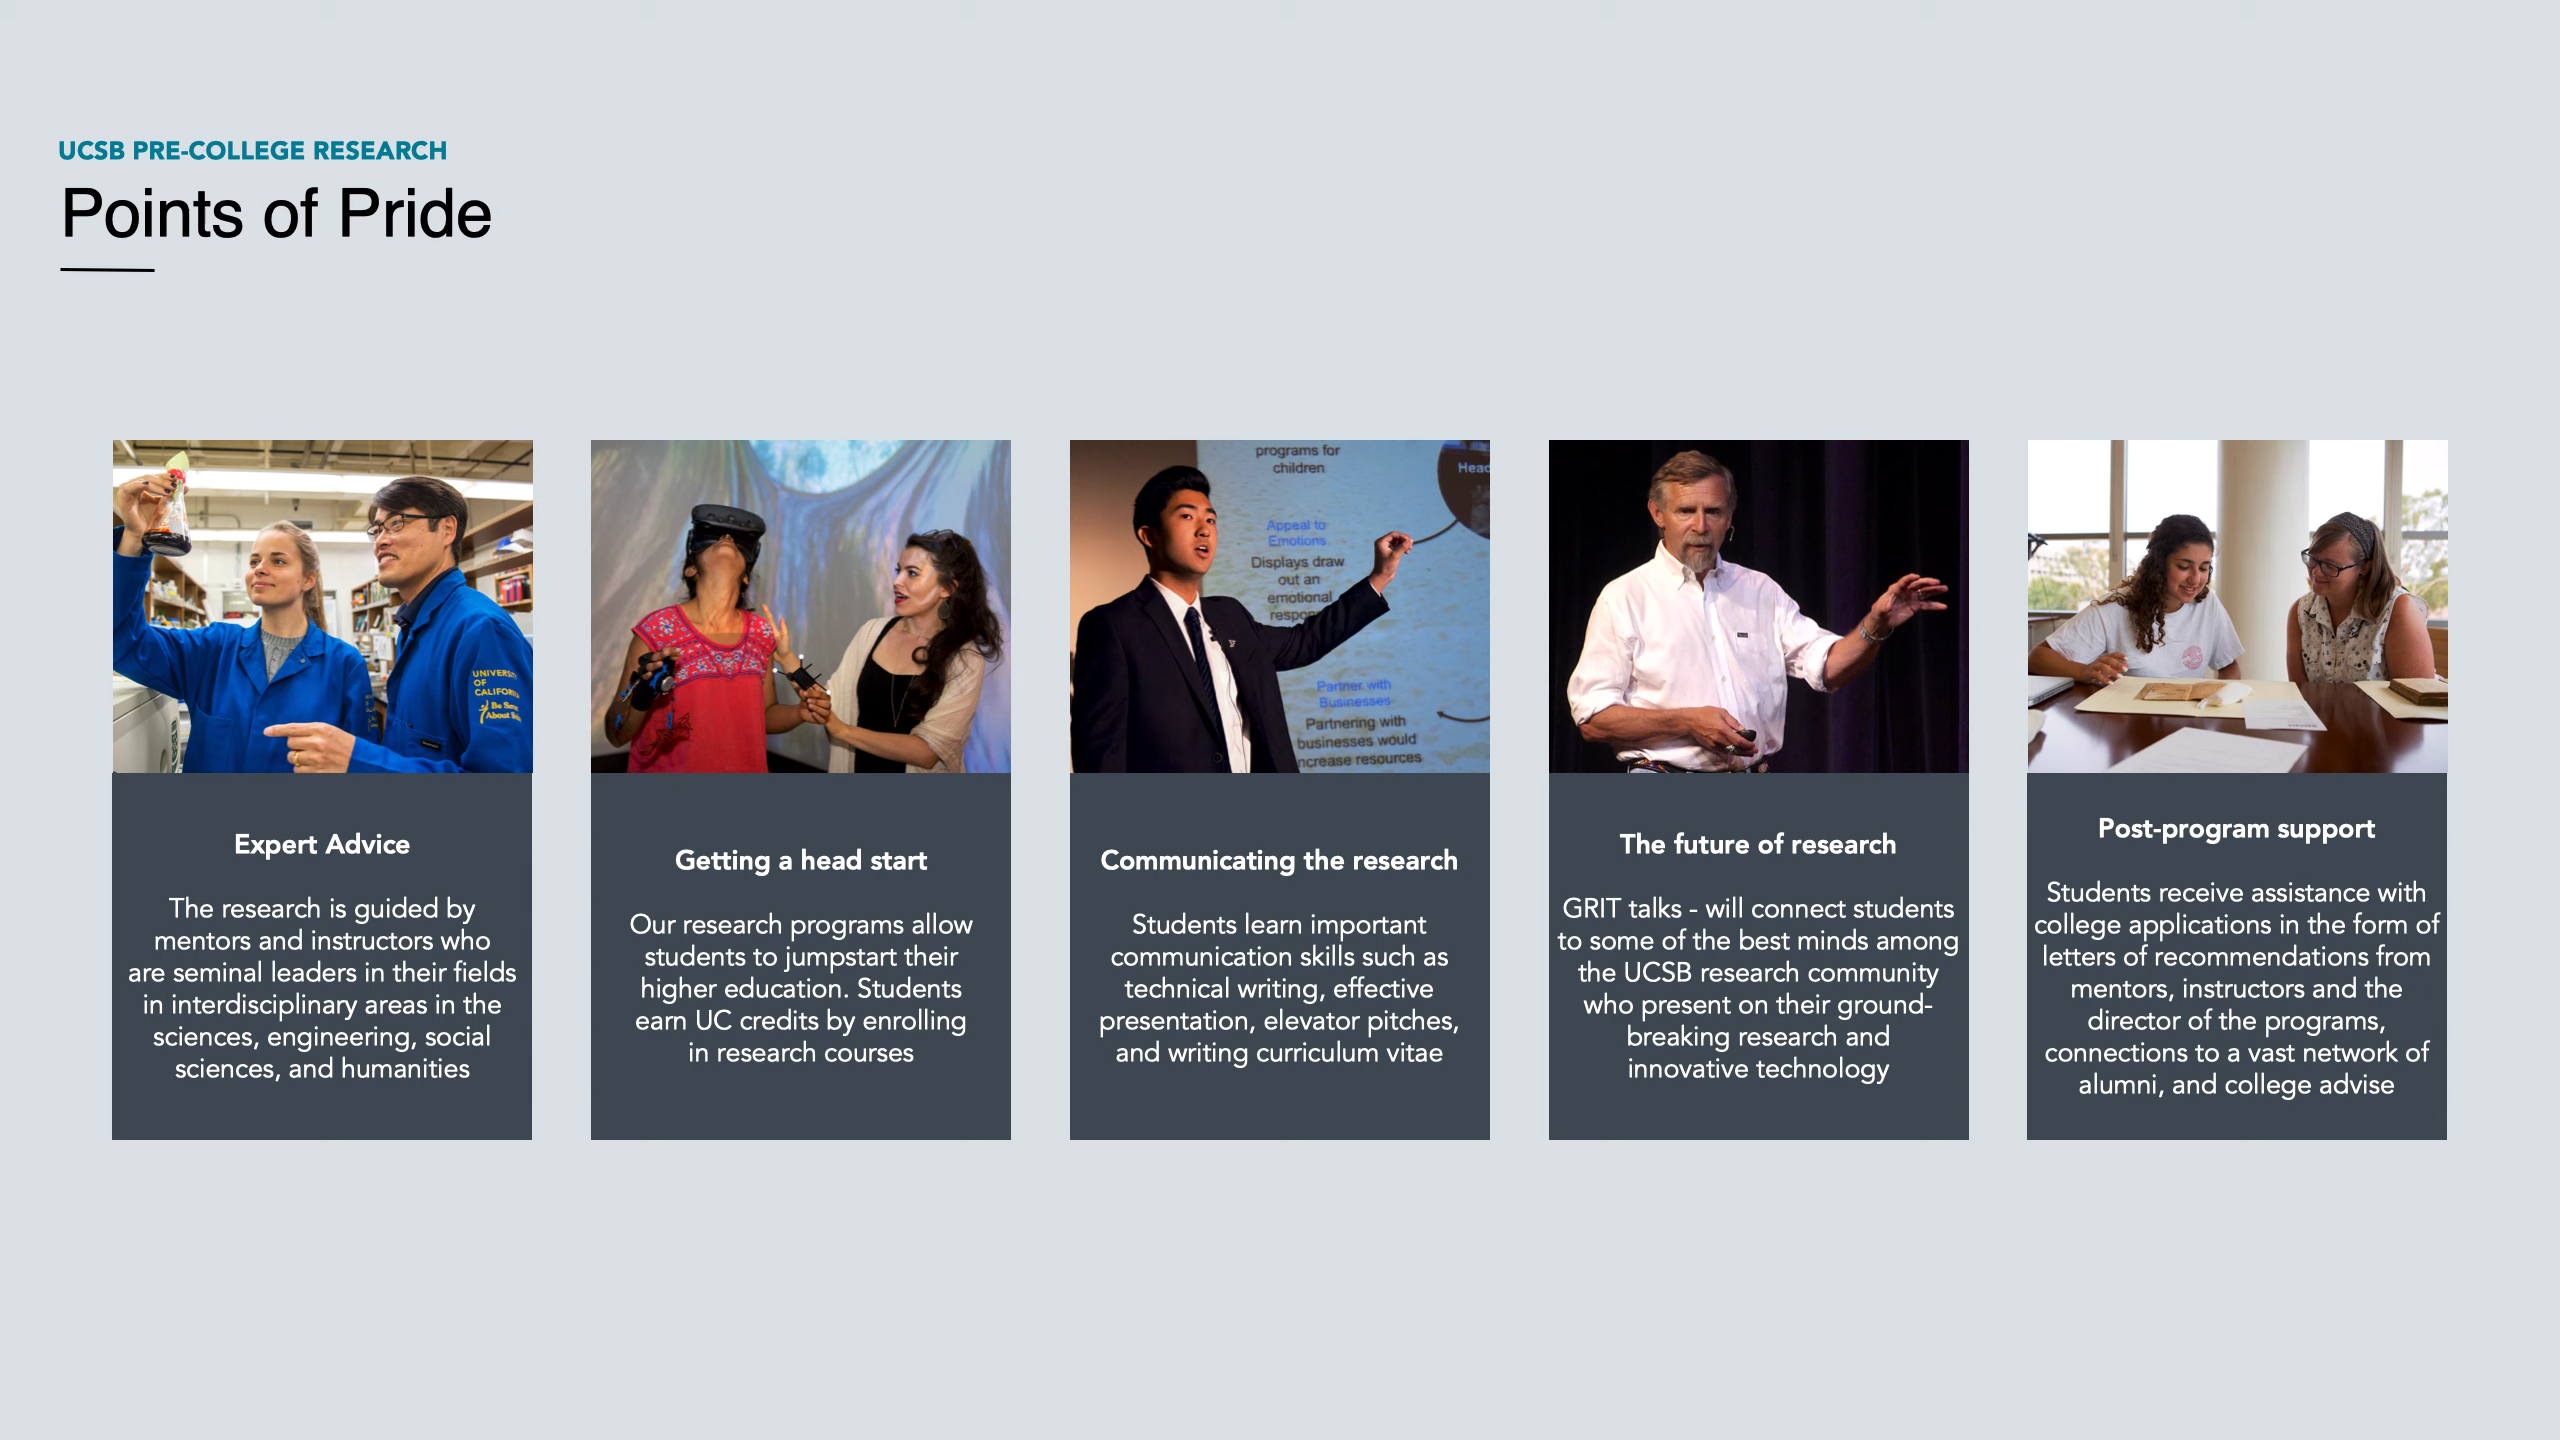 UCSB PRE-COLLEGE RESEARCH
Points of Pride
UNIVERSITY
OF
CALIFORNIA
About
programs for
children
Head
Appeal to
Emotions
Displays draw
out an
emotional
respon
Partner with
Businesses
Partnering with
businesses would
ncrease resources
Expert Advice
The research is guided by
mentors and instructors who
are seminal leaders in their fields
in interdisciplinary areas in the
sciences, engineering, social
sciences, and humanities
Getting a head start
Our research programs allow
students to jumpstart their
higher education. Students
earn UC credits by enrolling
in research courses
Communicating the research
Students learn important
communication skills such as
technical writing, effective
presentation, elevator pitches,
and writing curriculum vitae
The future of research
GRIT talks - will connect students
to some of the best minds among
the UCSB research community
who present on their ground-
breaking research and
innovative technology
Post-program support
Students receive assistance with
college applications in the form of
letters of recommendations from
mentors, instructors and the
director of the programs,
connections to a vast network of
alumni, and college advise